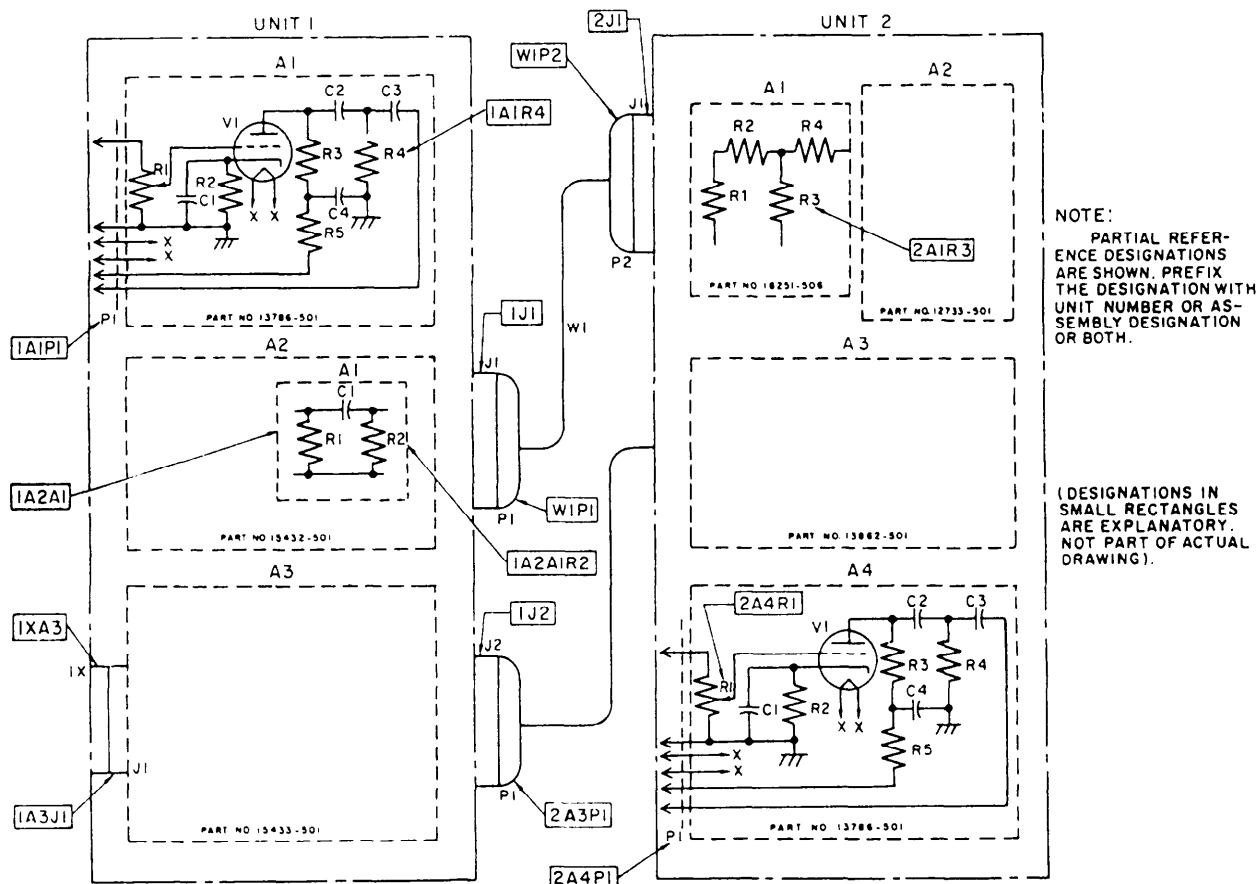 UNIT 1
2J1
UNIT 2
W1P2
A1
A2
J1
A1
C2
C3
1A1R4
V1
R2
R4
R1
R3
R4
R1
R3
R2
C1
C4
X
X
R5
2A1R3
P2
X
X
PART NO. 16251-506
PART NO. 12733-501
PART NO 13786-501
P1
1A1P1
1J1
W1
NOTE:
PARTIAL REFER-
ENCE DESIGNATIONS
ARE SHOWN. PREFIX
THE DESIGNATION WITH
UNIT NUMBER OR AS-
SEMBLY DESIGNATION
OR BOTH.
A2
A3
J1
A1
C1
R1
R2
1A2A1
W1P1
P1
PART NO. 15432-501
PART NO. 13862-501
1A2A1R2
(DESIGNATIONS IN
SMALL RECTANGLES
ARE EXPLANATORY.
NOT PART OF ACTUAL
DRAWING).
A3
A4
1XA3
1J2
2A4R1
C2
C3
J2
V1
1X
R3
R4
R1
C1
R2
C4
X
X
R5
X
X
J1
P1
1A3J1
2A3P1
PART NO 15433-501
PART NO. 13786-501
P1
2A4P1